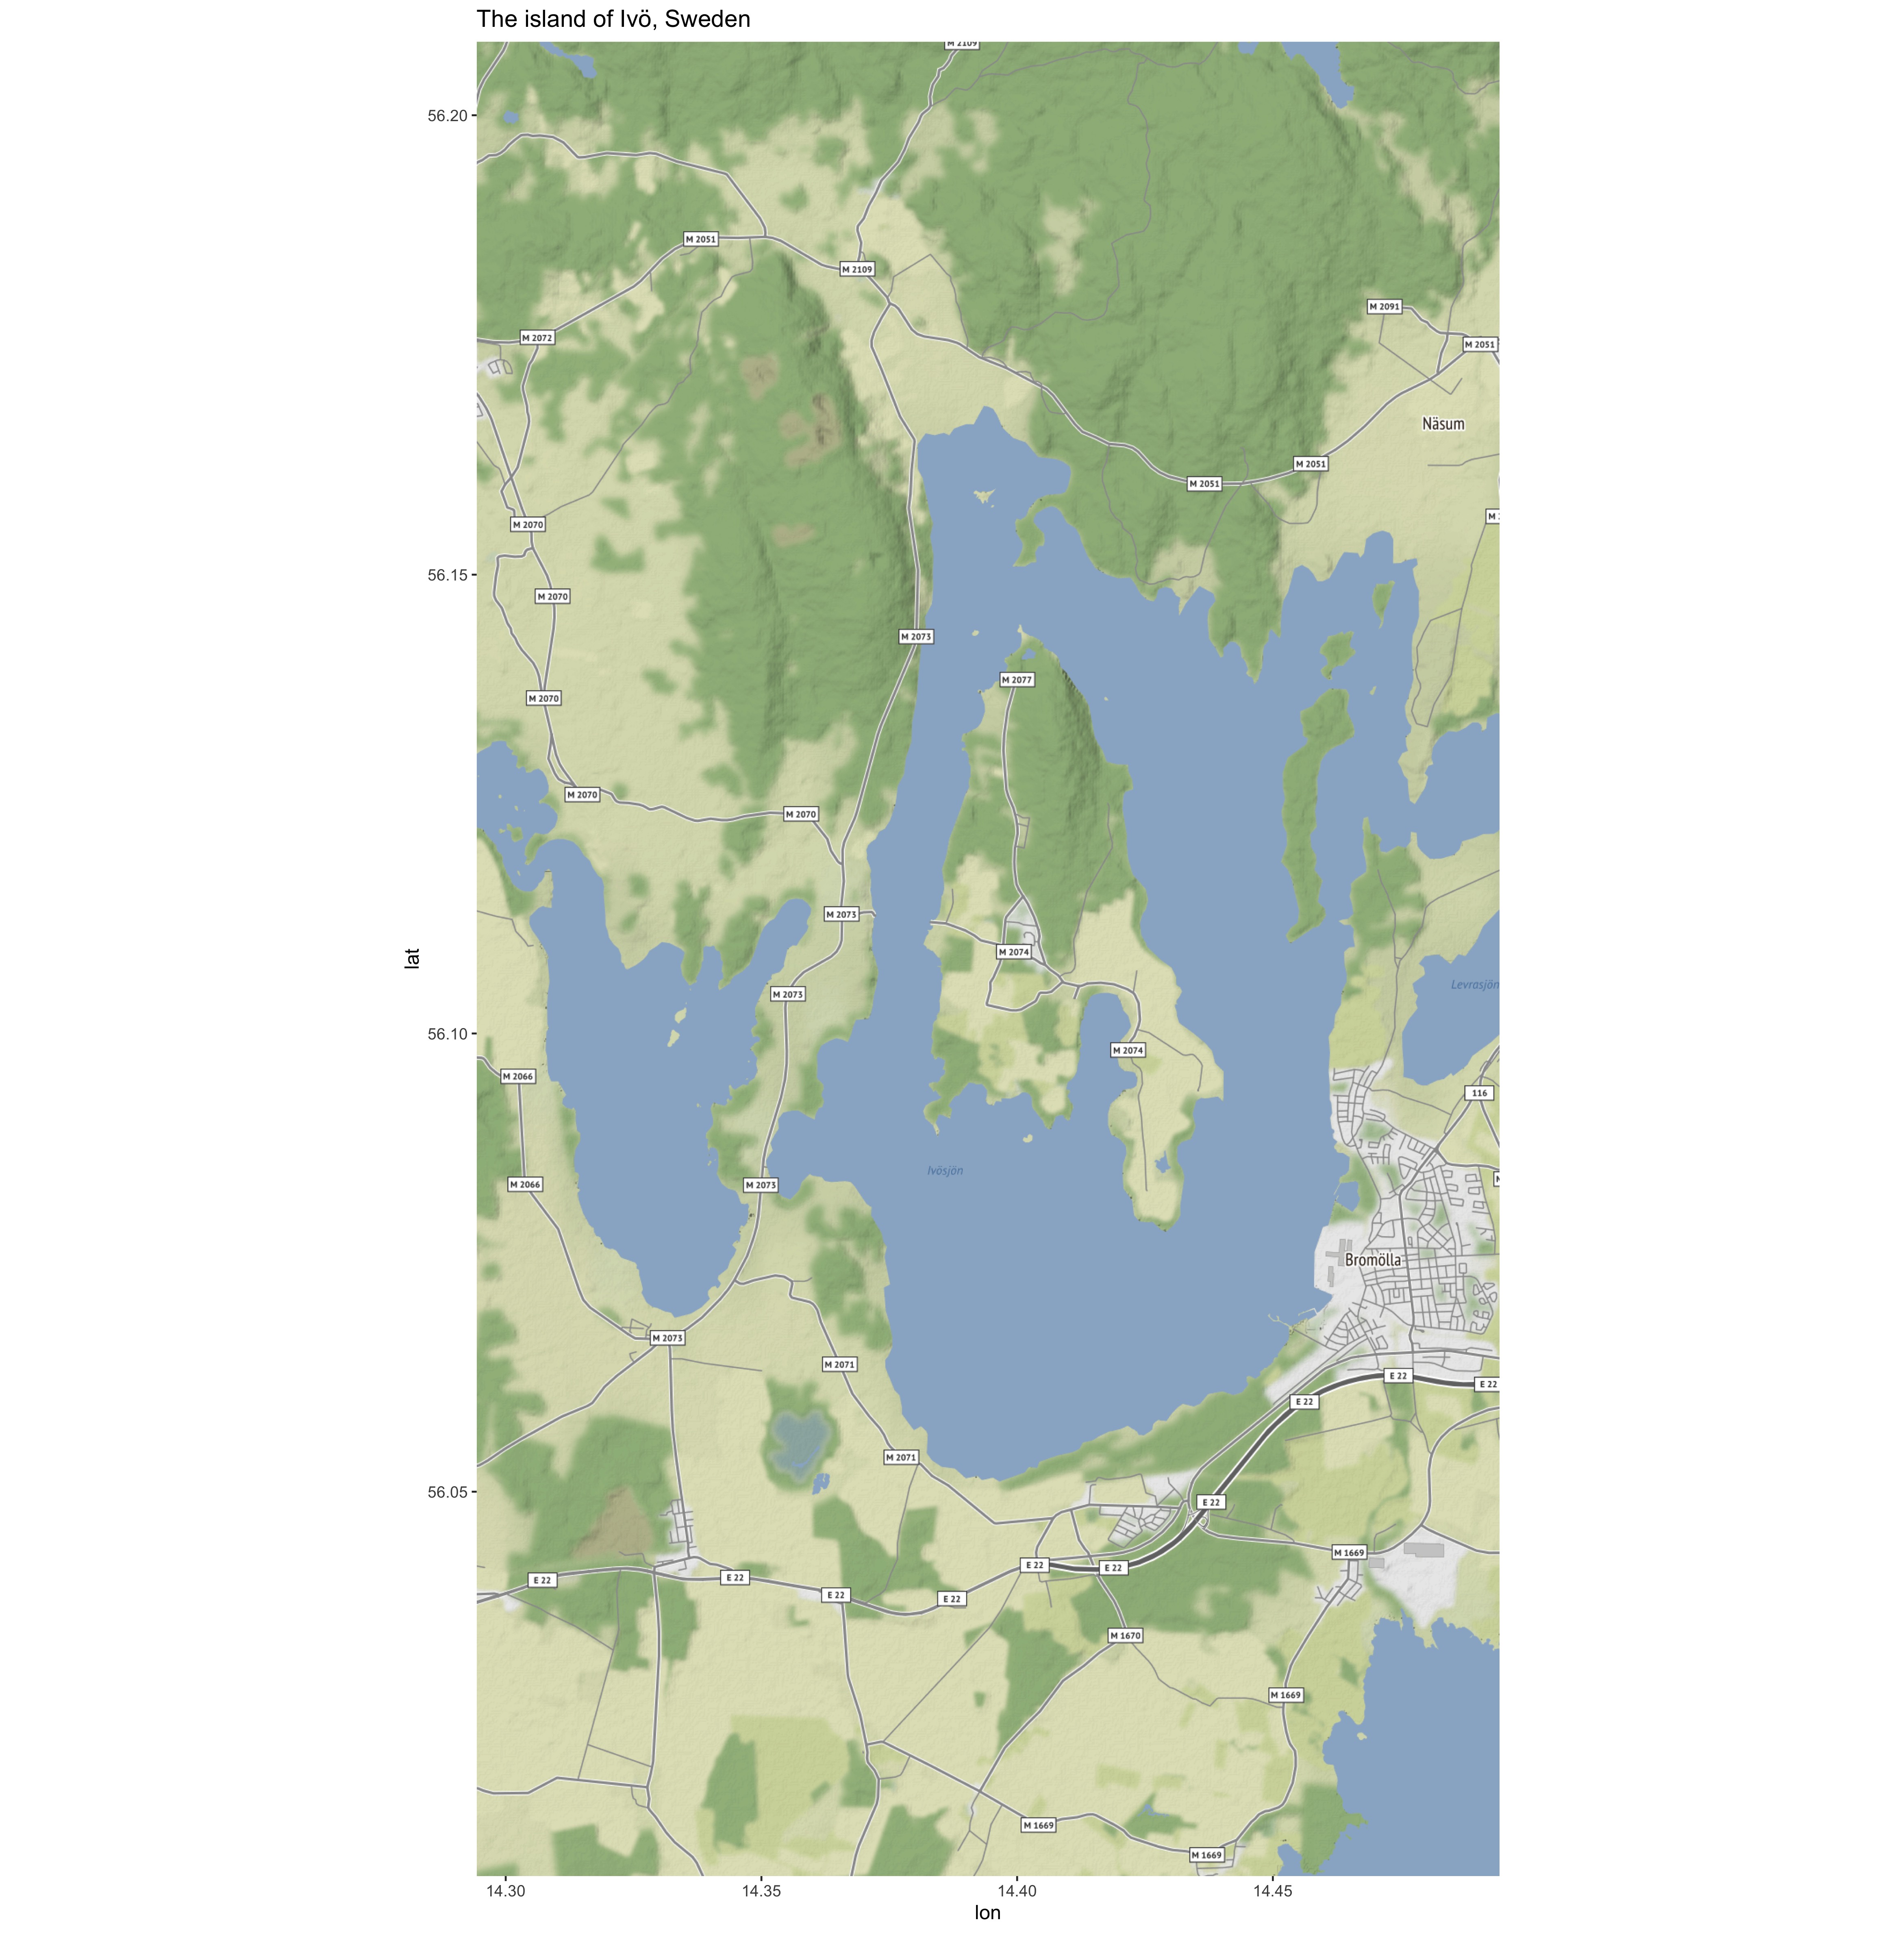 The island of Ivö, Sweden
M 2109
56.20
M 2051
M 2109
M 2091
M 2072
M 2051
Näsum
M 2051
M 2051
M 2070
56.15
M 2070
M 2073
M 2077
M 2070
M 2070
M 2070
M 2073
M 2074
lat
Levrasjön
M 2073
56.10
M 2074
M 2066
116
Ivösjön
M 2066
M 2073
Bromölla
M 2073
M 2071
E 22
E 22
E 22
M 2071
56.05
E 22
M 1669
E 22
E 22
E 22
E 22
E 22
E 22
M 1670
M 1669
M 1669
M 1669
14.30
14.35
14.40
14.45
lon